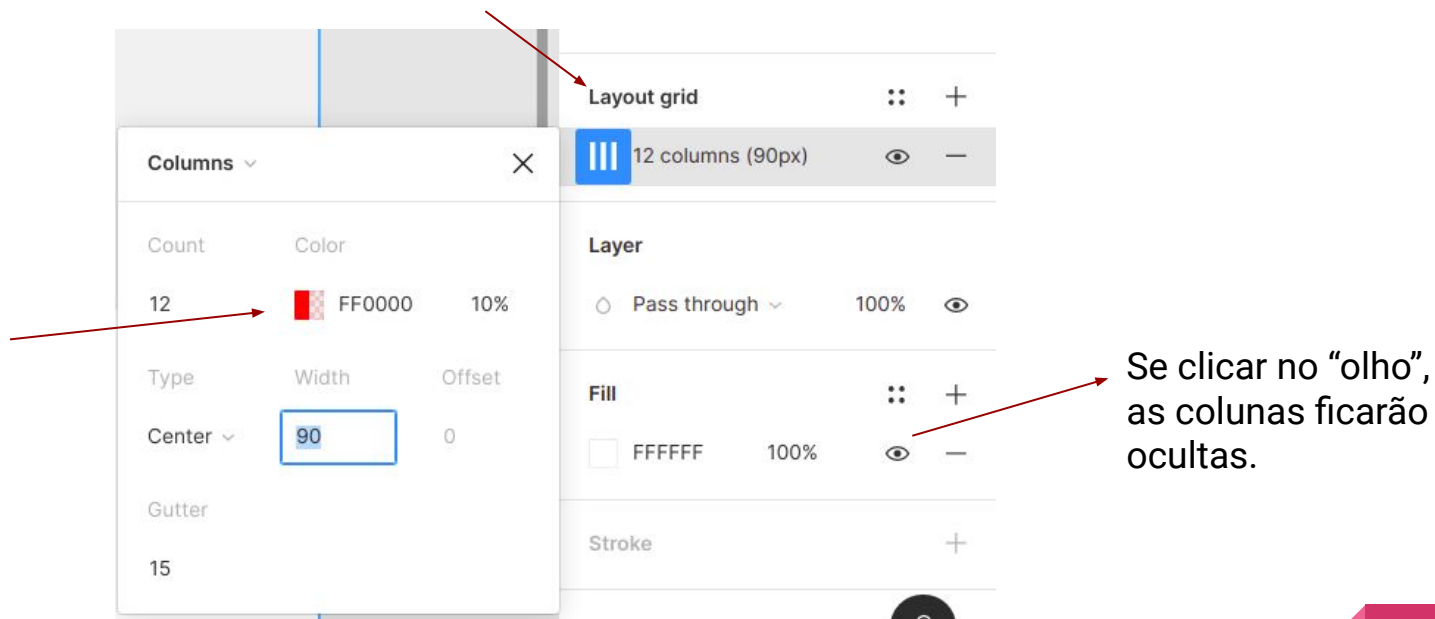 Layout grid
12 columns (90px)
Columns
Count Color
12 FF0000 10%
Type Width Offset
Center 90 0
Gutter
15
Layer
Pass through 100%
Fill
FFFFFF 100%
Stroke
Se clicar no “olho”,
as colunas ficarão
ocultas.